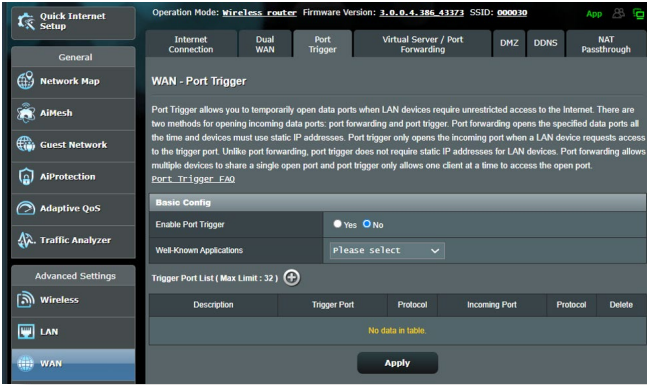 Quick Internet
Setup
General
Network Map
AiMesh
Guest Network
AiProtection
Adaptive QoS
Traffic Analyzer
Advanced Settings
Wireless
LAN
WAN
Operation Mode: Wireless router Firmware Version: 3.0.0.4.386_43373 SSID: 000030
App
Internet
Connection
Dual
WAN
Port
Trigger
Virtual Server / Port
Forwarding
DMZ
DDNS
NAT
Passthrough
WAN - Port Trigger
Port Trigger allows you to temporarily open data ports when LAN devices require unrestricted access to the Internet. There are
two methods for opening incoming data ports: port forwarding and port trigger. Port forwarding opens the specified data ports all
the time and devices must use static IP addresses. Port trigger only opens the incoming port when a LAN device requests access
to the trigger port. Unlike port forwarding, port trigger does not require static IP addresses for LAN devices. Port forwarding allows
multiple devices to share a single open port and port trigger only allows one client at a time to access the open port.
Port Trigger FAQ
Basic Config
Enable Port Trigger Yes No
Well-Known Applications Please select
Trigger Port List ( Max Limit : 32 )
Description Trigger Port Protocol Incoming Port Protocol Delete
No data in table.
Apply